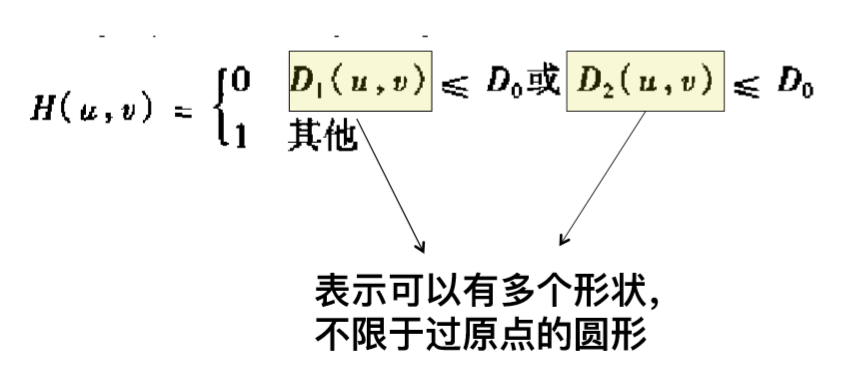 H(u,v) = {0 D₁(u,v) ≤ D₀或 D₂(u,v) ≤ D₀
1 其他
表示可以有多个形状，
不限于过原点的圆形